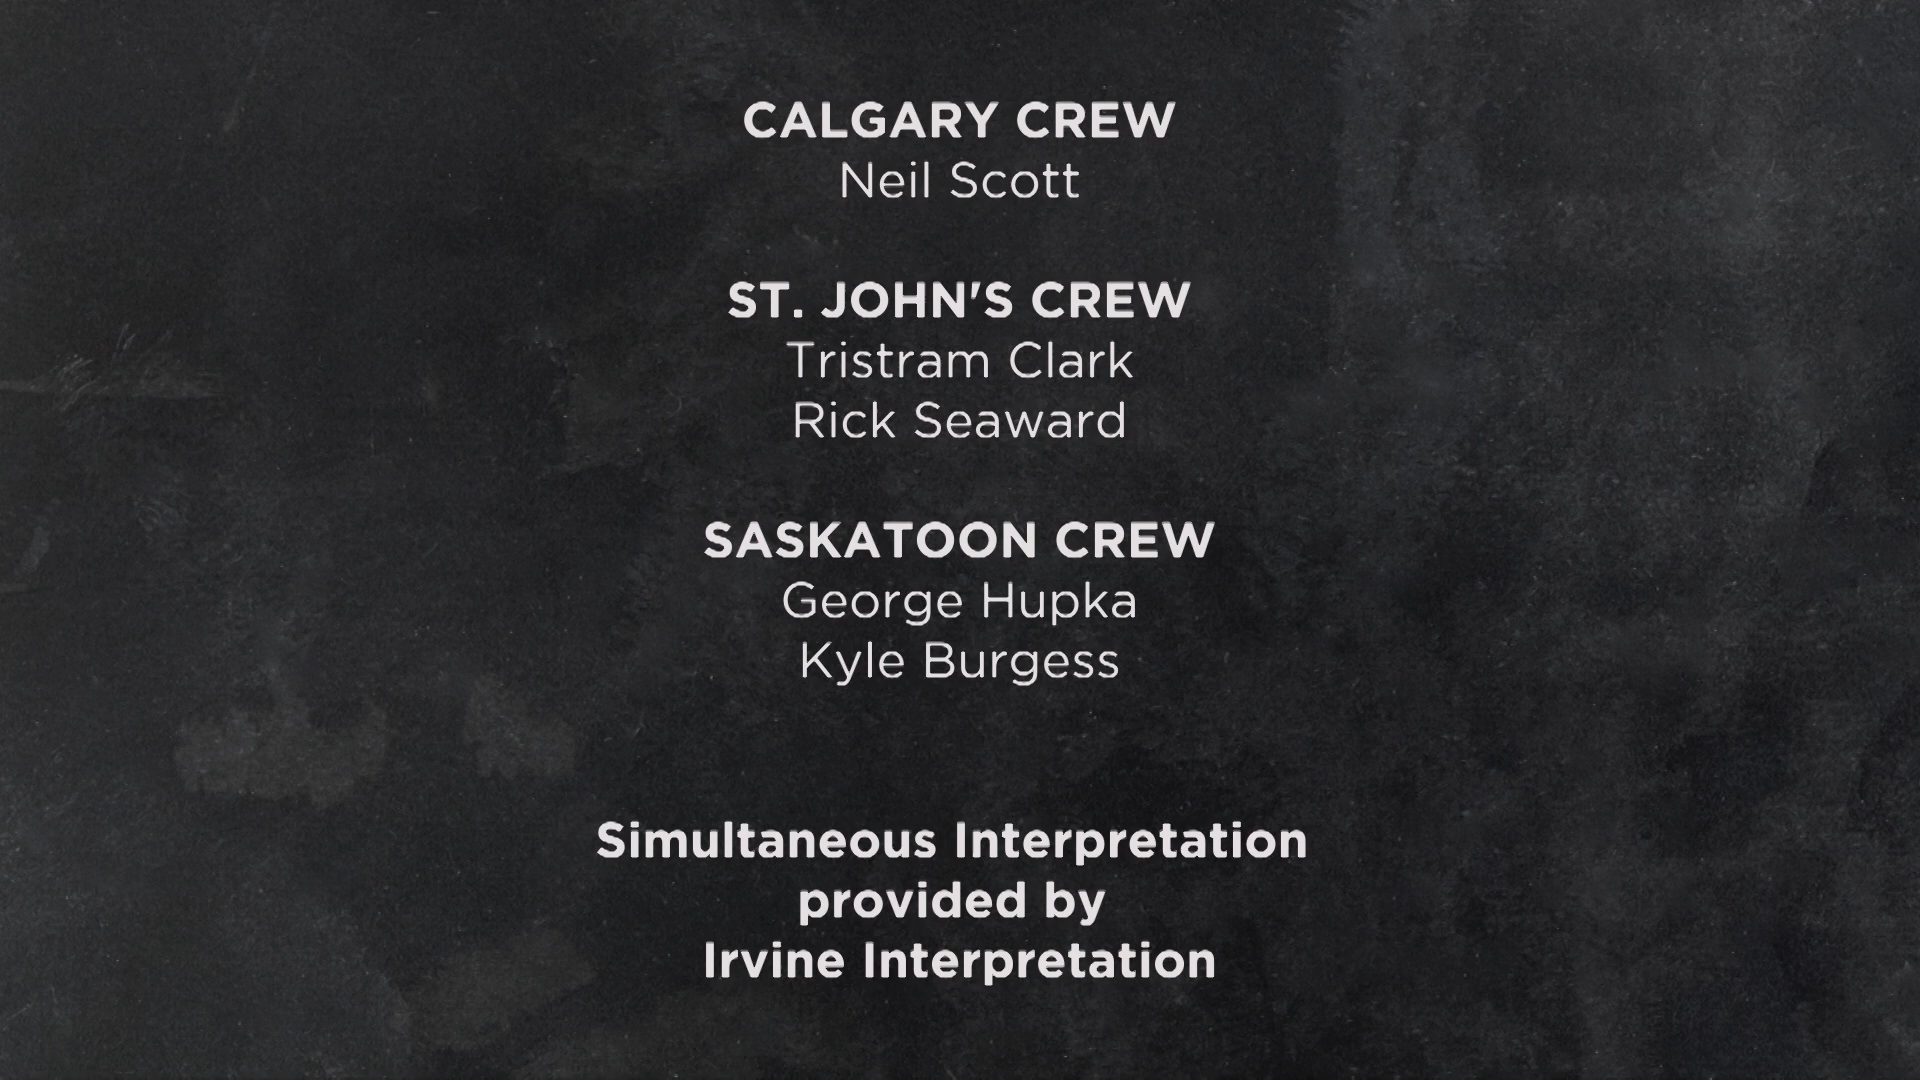 CALGARY CREW
Neil Scott
ST. JOHN'S CREW
Tristram Clark
Rick Seaward
SASKATOON CREW
George Hupka
Kyle Burgess
Simultaneous Interpretation
provided by
Irvine Interpretation